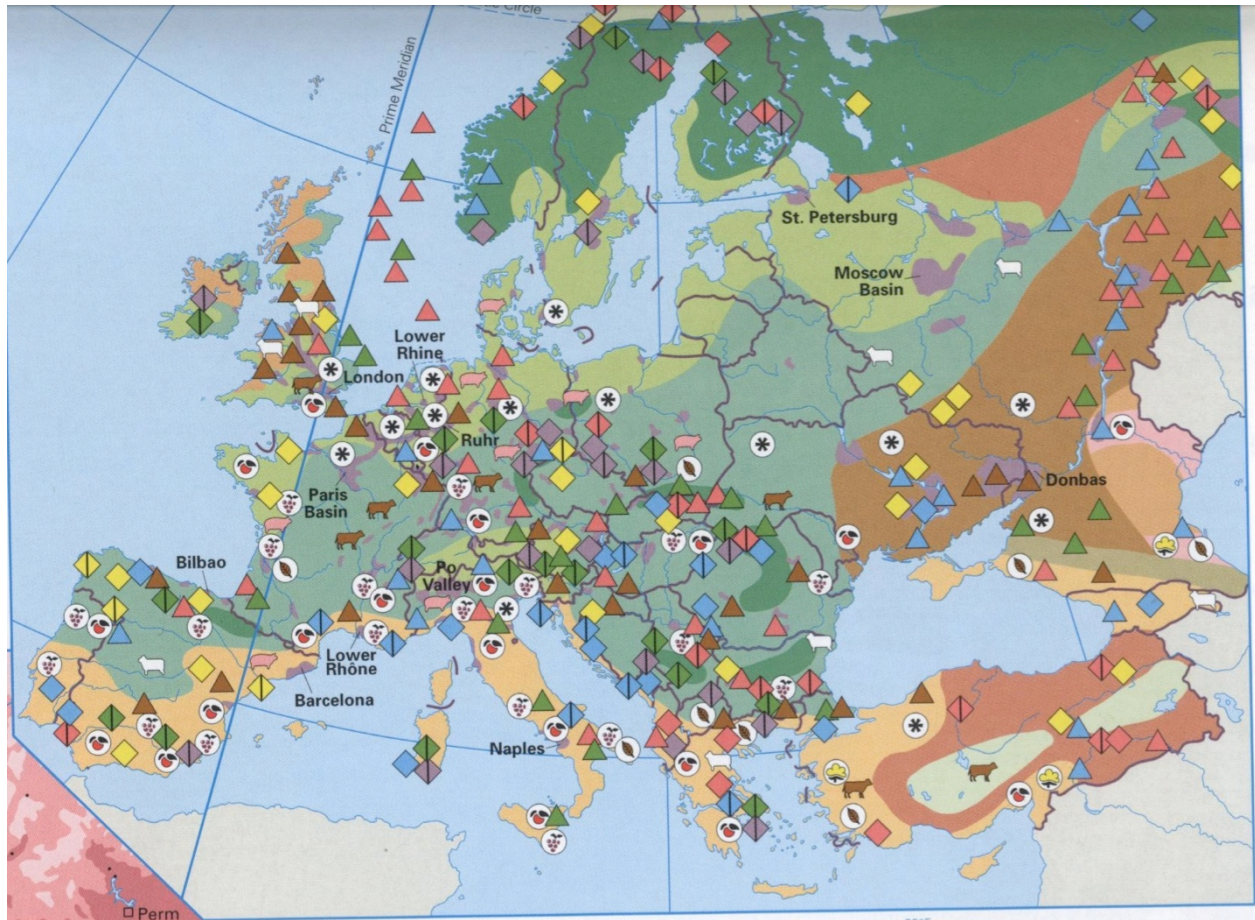 Circle
Prime Meridian
St. Petersburg
Moscow
Basin
Lower
Rhine
London
Ruhr
Paris
Basin
Donbas
Bilbao
Po
Valley
Lower
Rhône
Barcelona
Naples
Perm